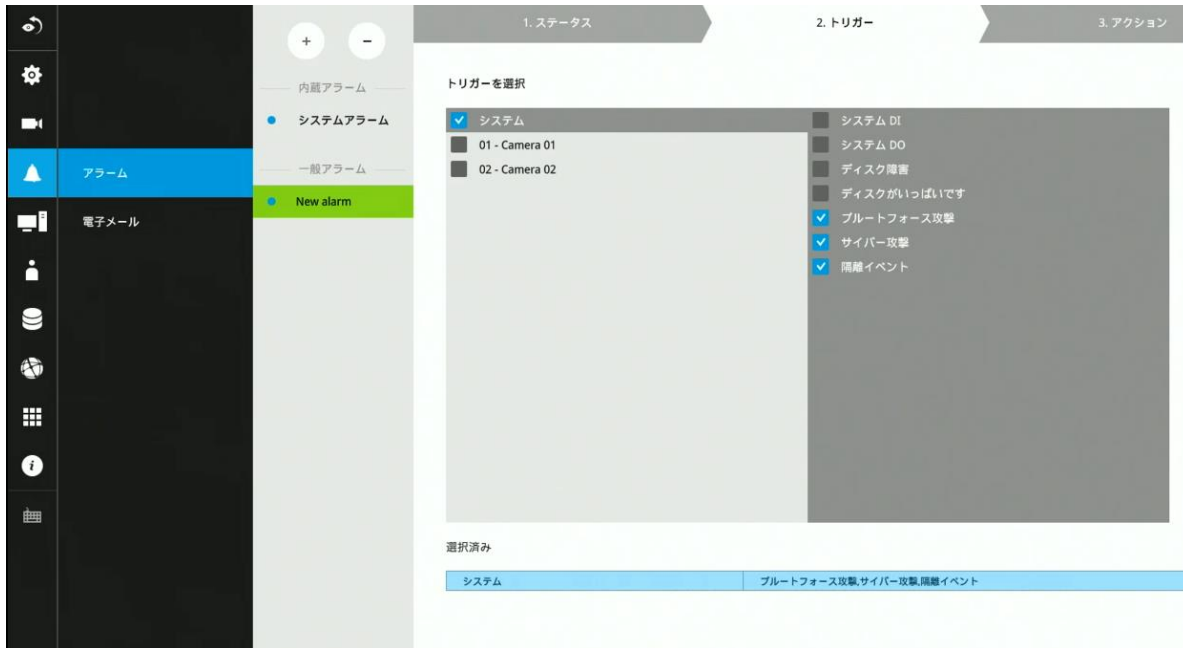 1. ステータス
2. トリガー
3. アクション
+
-
内蔵アラーム
システムアラーム
一般アラーム
New alarm
アラーム
電子メール
トリガーを選択
システム
01 - Camera 01
02 - Camera 02
システム DI
システム DO
ディスク障害
ディスクがいっぱいです
ブルートフォース攻撃
サイバー攻撃
隔離イベント
選択済み
システム
ブルートフォース攻撃,サイバー攻撃,隔離イベント